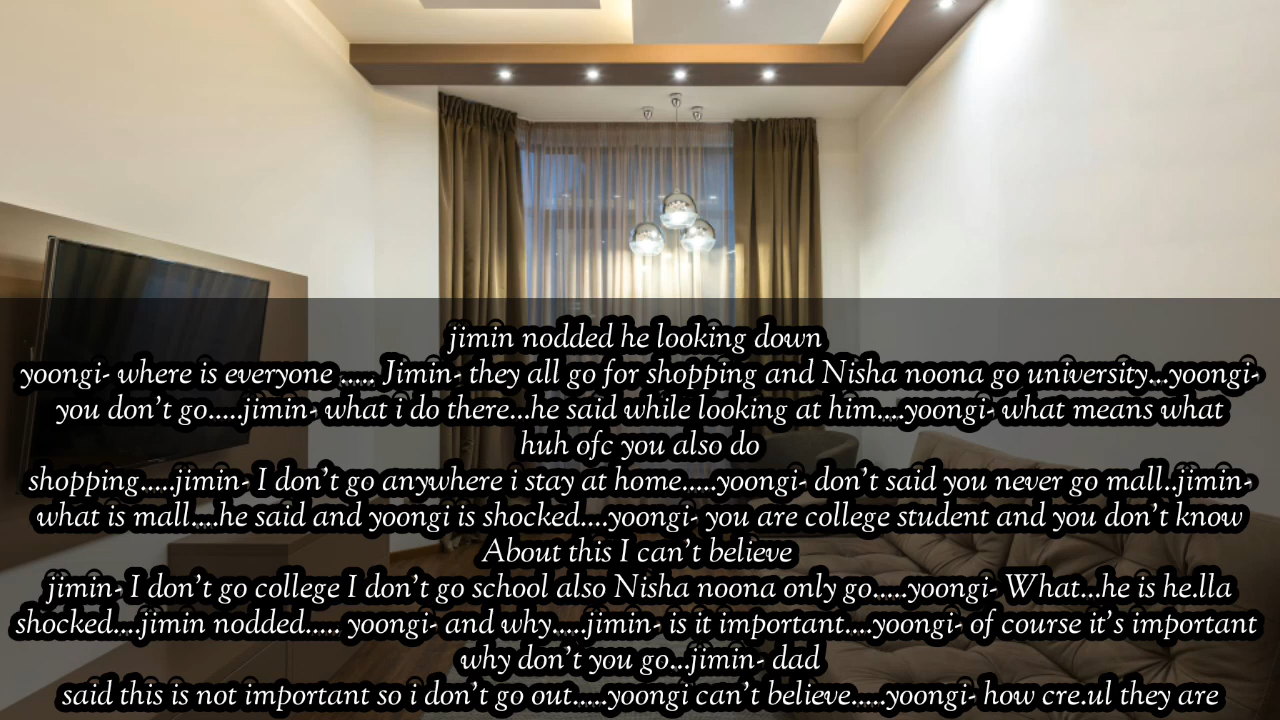 jimin nodded he looking down
yoongi- where is everyone ..... Jimin- they all go for shopping and Nisha noona go university...yoongi-
you don't go.....jimin- what i do there...he said while looking at him....yoongi- what means what
huh ofc you also do
shopping.....jimin- I don't go anywhere i stay at home.....yoongi- don't said you never go mall..jimin-
what is mall....he said and yoongi is shocked....yoongi- you are college student and you don't know
About this I can't believe
jimin- I don't go college I don't go school also Nisha noona only go.....yoongi- What...he is he.lla
shocked....jimin nodded..... yoongi- and why.....jimin- is it important....yoongi- of course it's important
why don't you go...jimin- dad
said this is not important so i don't go out.....yoongi can't believe.....yoongi- how cre.ul they are